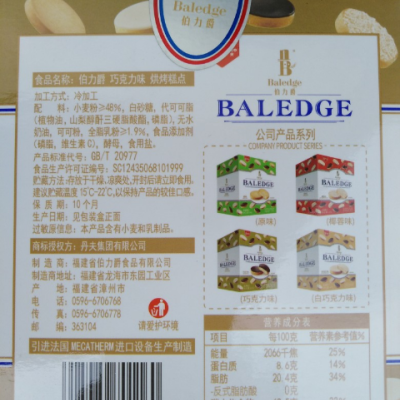 Baledge
伯力爵
食品名称：伯力爵 巧克力味 烘烤糕点
加工方式：冷加工
配 料：小麦粉≥48%，白砂糖，代可可脂
(植物油，山梨醇酐三硬脂酸酯，磷脂)，无水
奶油，可可粉，全脂乳粉≥1.9%，食品添加剂
(磷脂，维生素C)，酵母，食用盐。
产品标准代号：GB/T 20977
食品生产许可证编号：SC12435068101999
贮藏方法：存放于干燥、凉爽处，开封后请立即食用，
建议贮藏温度15℃-22℃，以保持产品的较佳口感。
保 质 期：10个月
生产日期：见包装盒正面
过敏原信息：本产品含有小麦和乳制品。
商标授权方：丹夫集团有限公司
制 造 商：福建省伯力爵食品有限公司
制造商地址：福建省龙海市东园工业区
产 地：福建省漳州市
电 话：0596-6706768
传 真：0596-6706778
邮 编：363104
请爱护环境
引进法国MECATHERM进口设备生产制造
Baledge
伯力爵
BALEDGE
公司产品系列
COMPANY PRODUCT SERIES
(原味)
(椰蓉味)
(巧克力味)
(白巧克力味)
营养成分表
项目 每100克 营养素参考值%
能量 2066千焦 25%
蛋白质 8.6克 14%
脂肪 20.4克 34%
-反式脂肪酸 0克